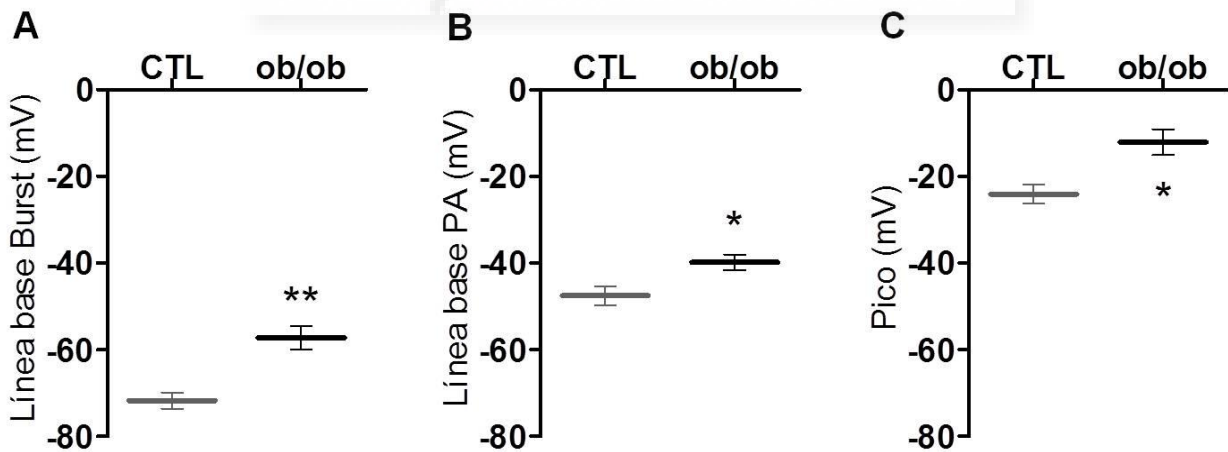 A
CTL ob/ob
Línea base Burst (mV)
0
-20
-40
-60
-80
**
B
CTL ob/ob
Línea base PA (mV)
0
-20
-40
-60
-80
*
C
CTL ob/ob
Pico (mV)
0
-20
-40
-60
-80
*